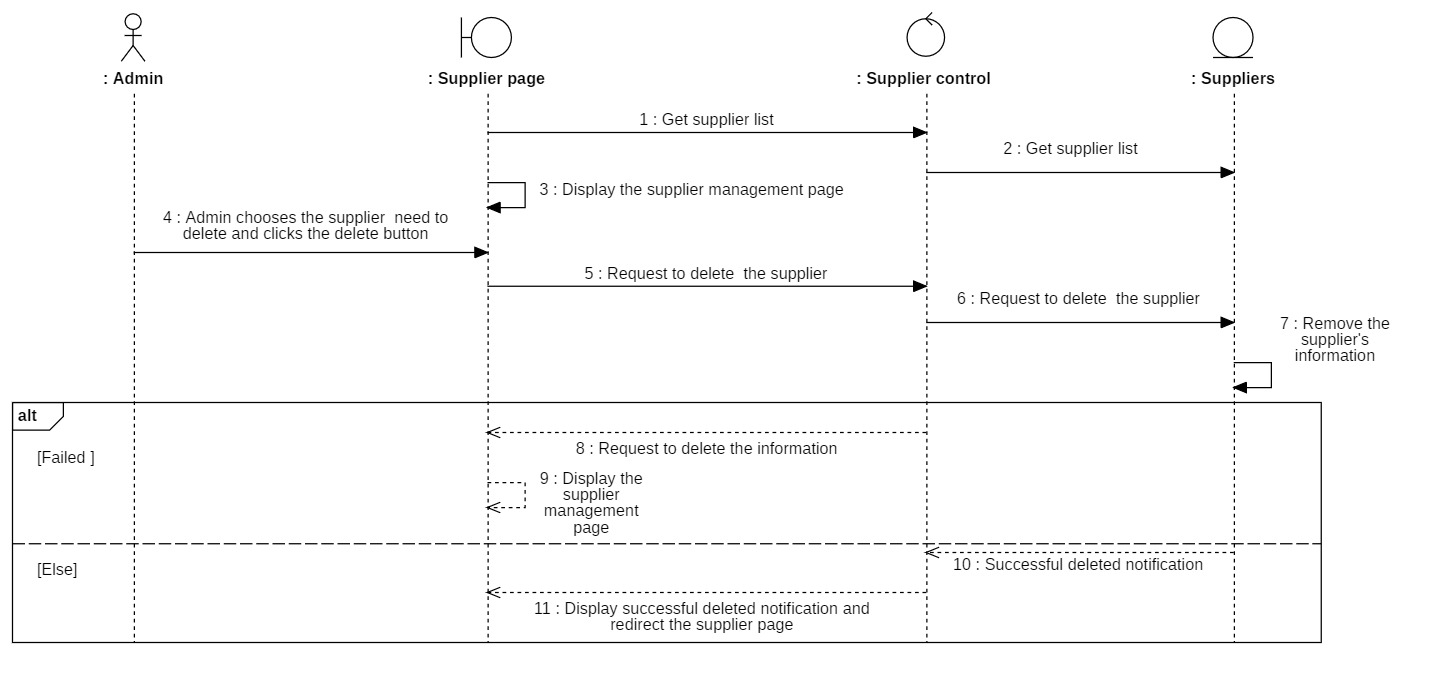 : Admin
: Supplier page
: Supplier control
: Suppliers
1 : Get supplier list
2 : Get supplier list
3 : Display the supplier management page
4 : Admin chooses the supplier  need to
delete and clicks the delete button
5 : Request to delete  the supplier
6 : Request to delete  the supplier
7 : Remove the
supplier's
information
alt
8 : Request to delete the information
[Failed ]
9 : Display the
supplier
management
page
10 : Successful deleted notification
[Else]
11 : Display successful deleted notification and
redirect the supplier page